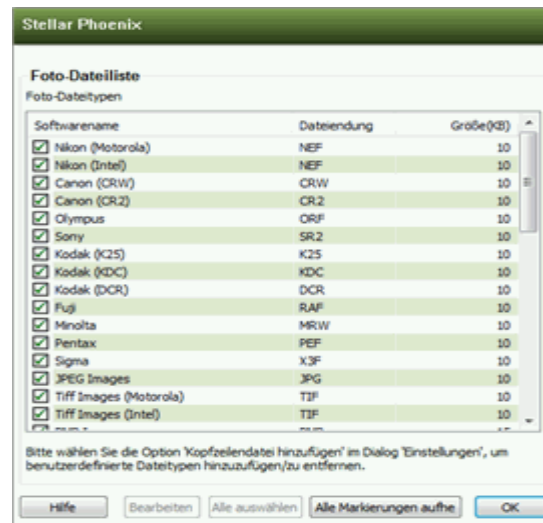 Stellar Phoenix
Foto-Dateiliste
Foto-Dateitypen
Softwarename Dateiendung Größe(KB)
Nikon (Motorola) NEF 10
Nikon (Intel) NEF 10
Canon (CRW) CRW 10
Canon (CR2) CR2 10
Olympus ORF 10
Sony SR2 10
Kodak (K25) K25 10
Kodak (KDC) KDC 10
Kodak (DCR) DCR 10
Fuji RAF 10
Minolta MRW 10
Pentax PEF 10
Sigma X3F 10
JPEG Images JPG 10
Tiff Images (Motorola) TIF 10
Tiff Images (Intel) TIF 10
Bitte wählen Sie die Option 'Kopfzeilendatei hinzufügen' im Dialog 'Einstellungen', um
benutzerdefinierte Dateitypen hinzuzufügen/zu entfernen.
Hilfe Bearbeiten Alle auswählen Alle Markierungen aufhe OK